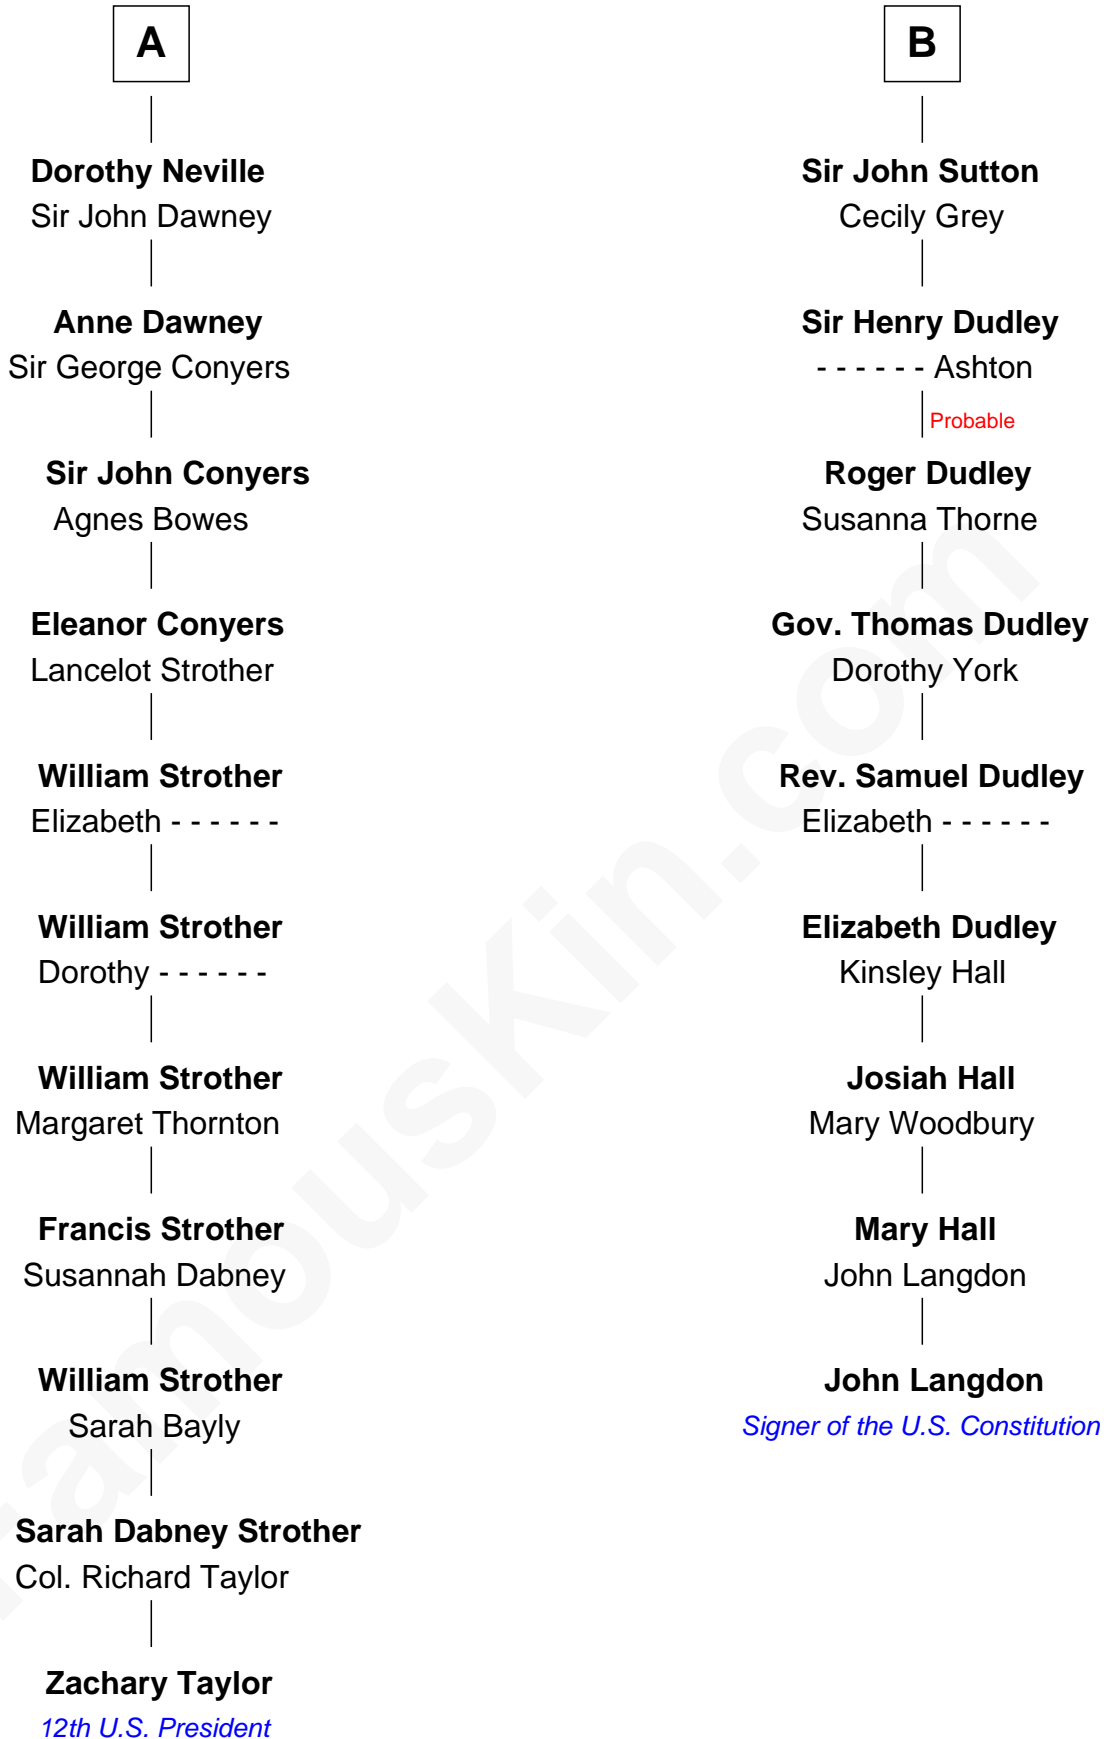 A
Dorothy Neville
Sir John Dawney
Anne Dawney
Sir George Conyers
Sir John Conyers
Agnes Bowes
Eleanor Conyers
Lancelot Strother
William Strother
Elizabeth - - - - - -
William Strother
Dorothy - - - - - -
William Strother
Margaret Thornton
Francis Strother
Susannah Dabney
William Strother
Sarah Bayly
Sarah Dabney Strother
Col. Richard Taylor
Zachary Taylor
12th U.S. President
B
Sir John Sutton
Cecily Grey
Sir Henry Dudley
- - - - - - Ashton
Probable
Roger Dudley
Susanna Thorne
Gov. Thomas Dudley
Dorothy York
Rev. Samuel Dudley
Elizabeth - - - - - -
Elizabeth Dudley
Kinsley Hall
Josiah Hall
Mary Woodbury
Mary Hall
John Langdon
John Langdon
Signer of the U.S. Constitution
FamousKin.com